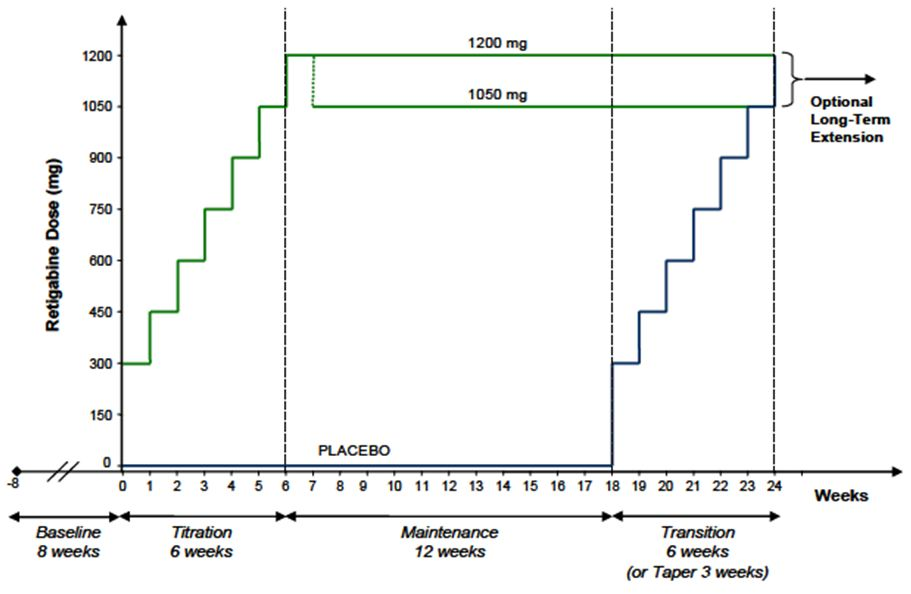 Retigabine Dose (mg)
1200
1050
900
750
600
450
300
150
0
1200 mg
1050 mg
Optional
Long-Term
Extension
PLACEBO
-8
0 1 2 3 4 5 6 7 8 9 10 11 12 13 14 15 16 17 18 19 20 21 22 23 24
Weeks
Baseline
8 weeks
Titration
6 weeks
Maintenance
12 weeks
Transition
6 weeks
(or Taper 3 weeks)